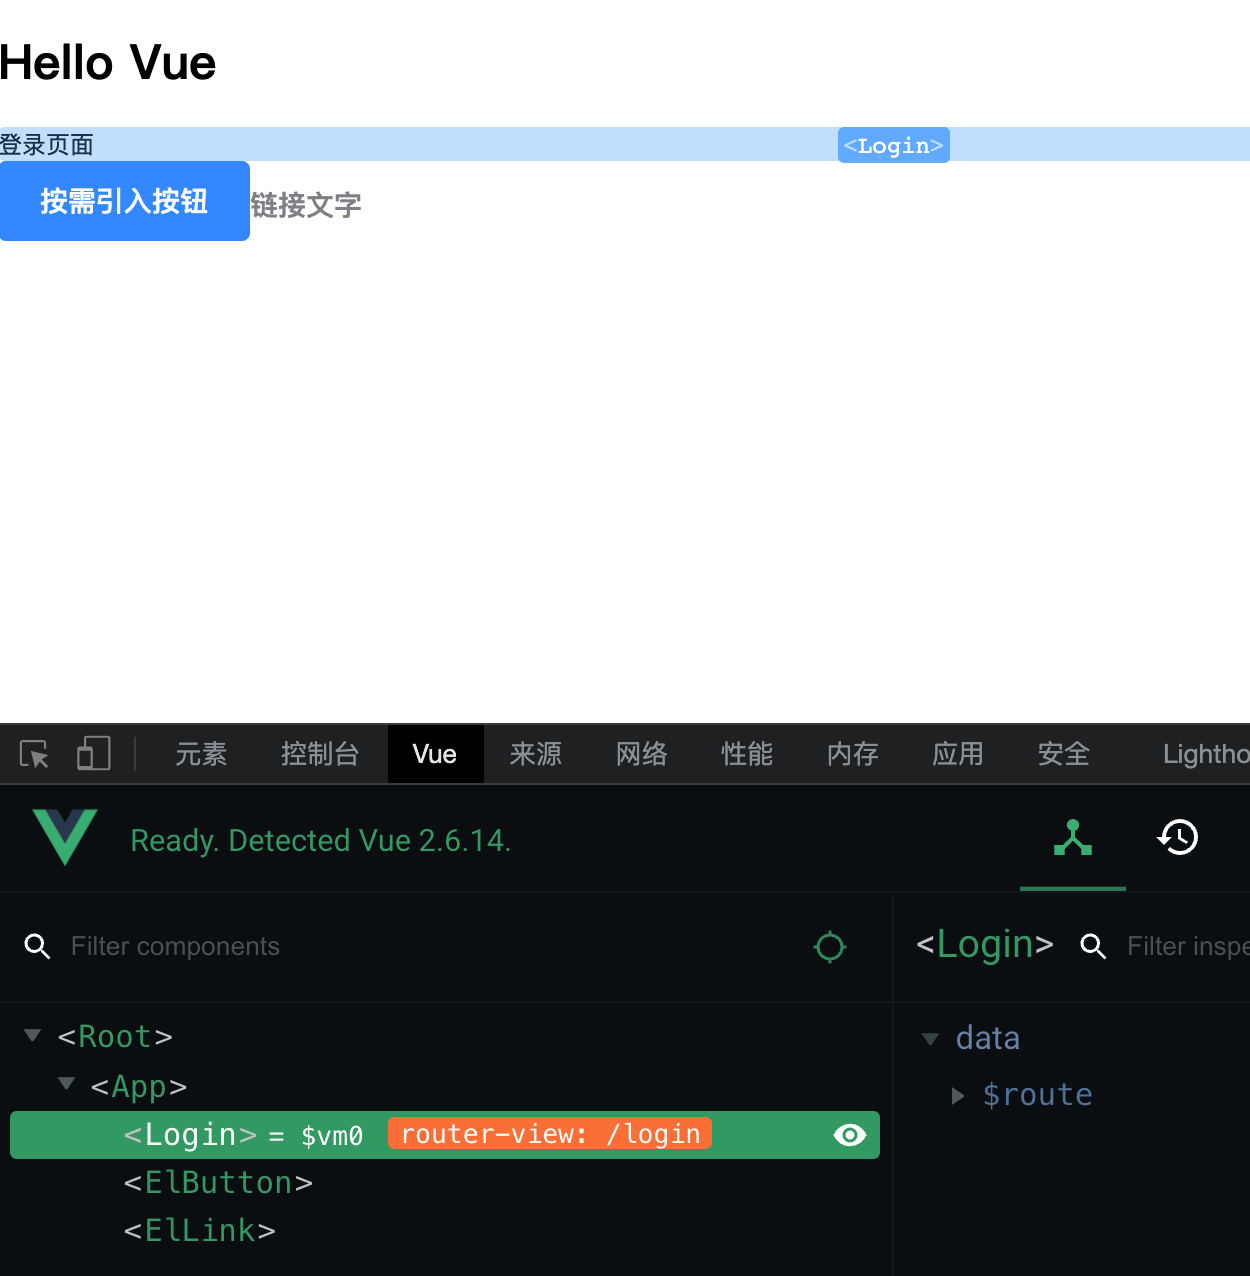 Hello Vue
登录页面
<Login>
按需引入按钮 链接文字
元素 控制台 Vue 来源 网络 性能 内存 应用 安全 Lightho
Ready. Detected Vue 2.6.14.
Filter components
<Login> Filter inspe
<Root>
data
<App>
$route
<Login> = $vm0 router-view: /login
<ElButton>
<ElLink>